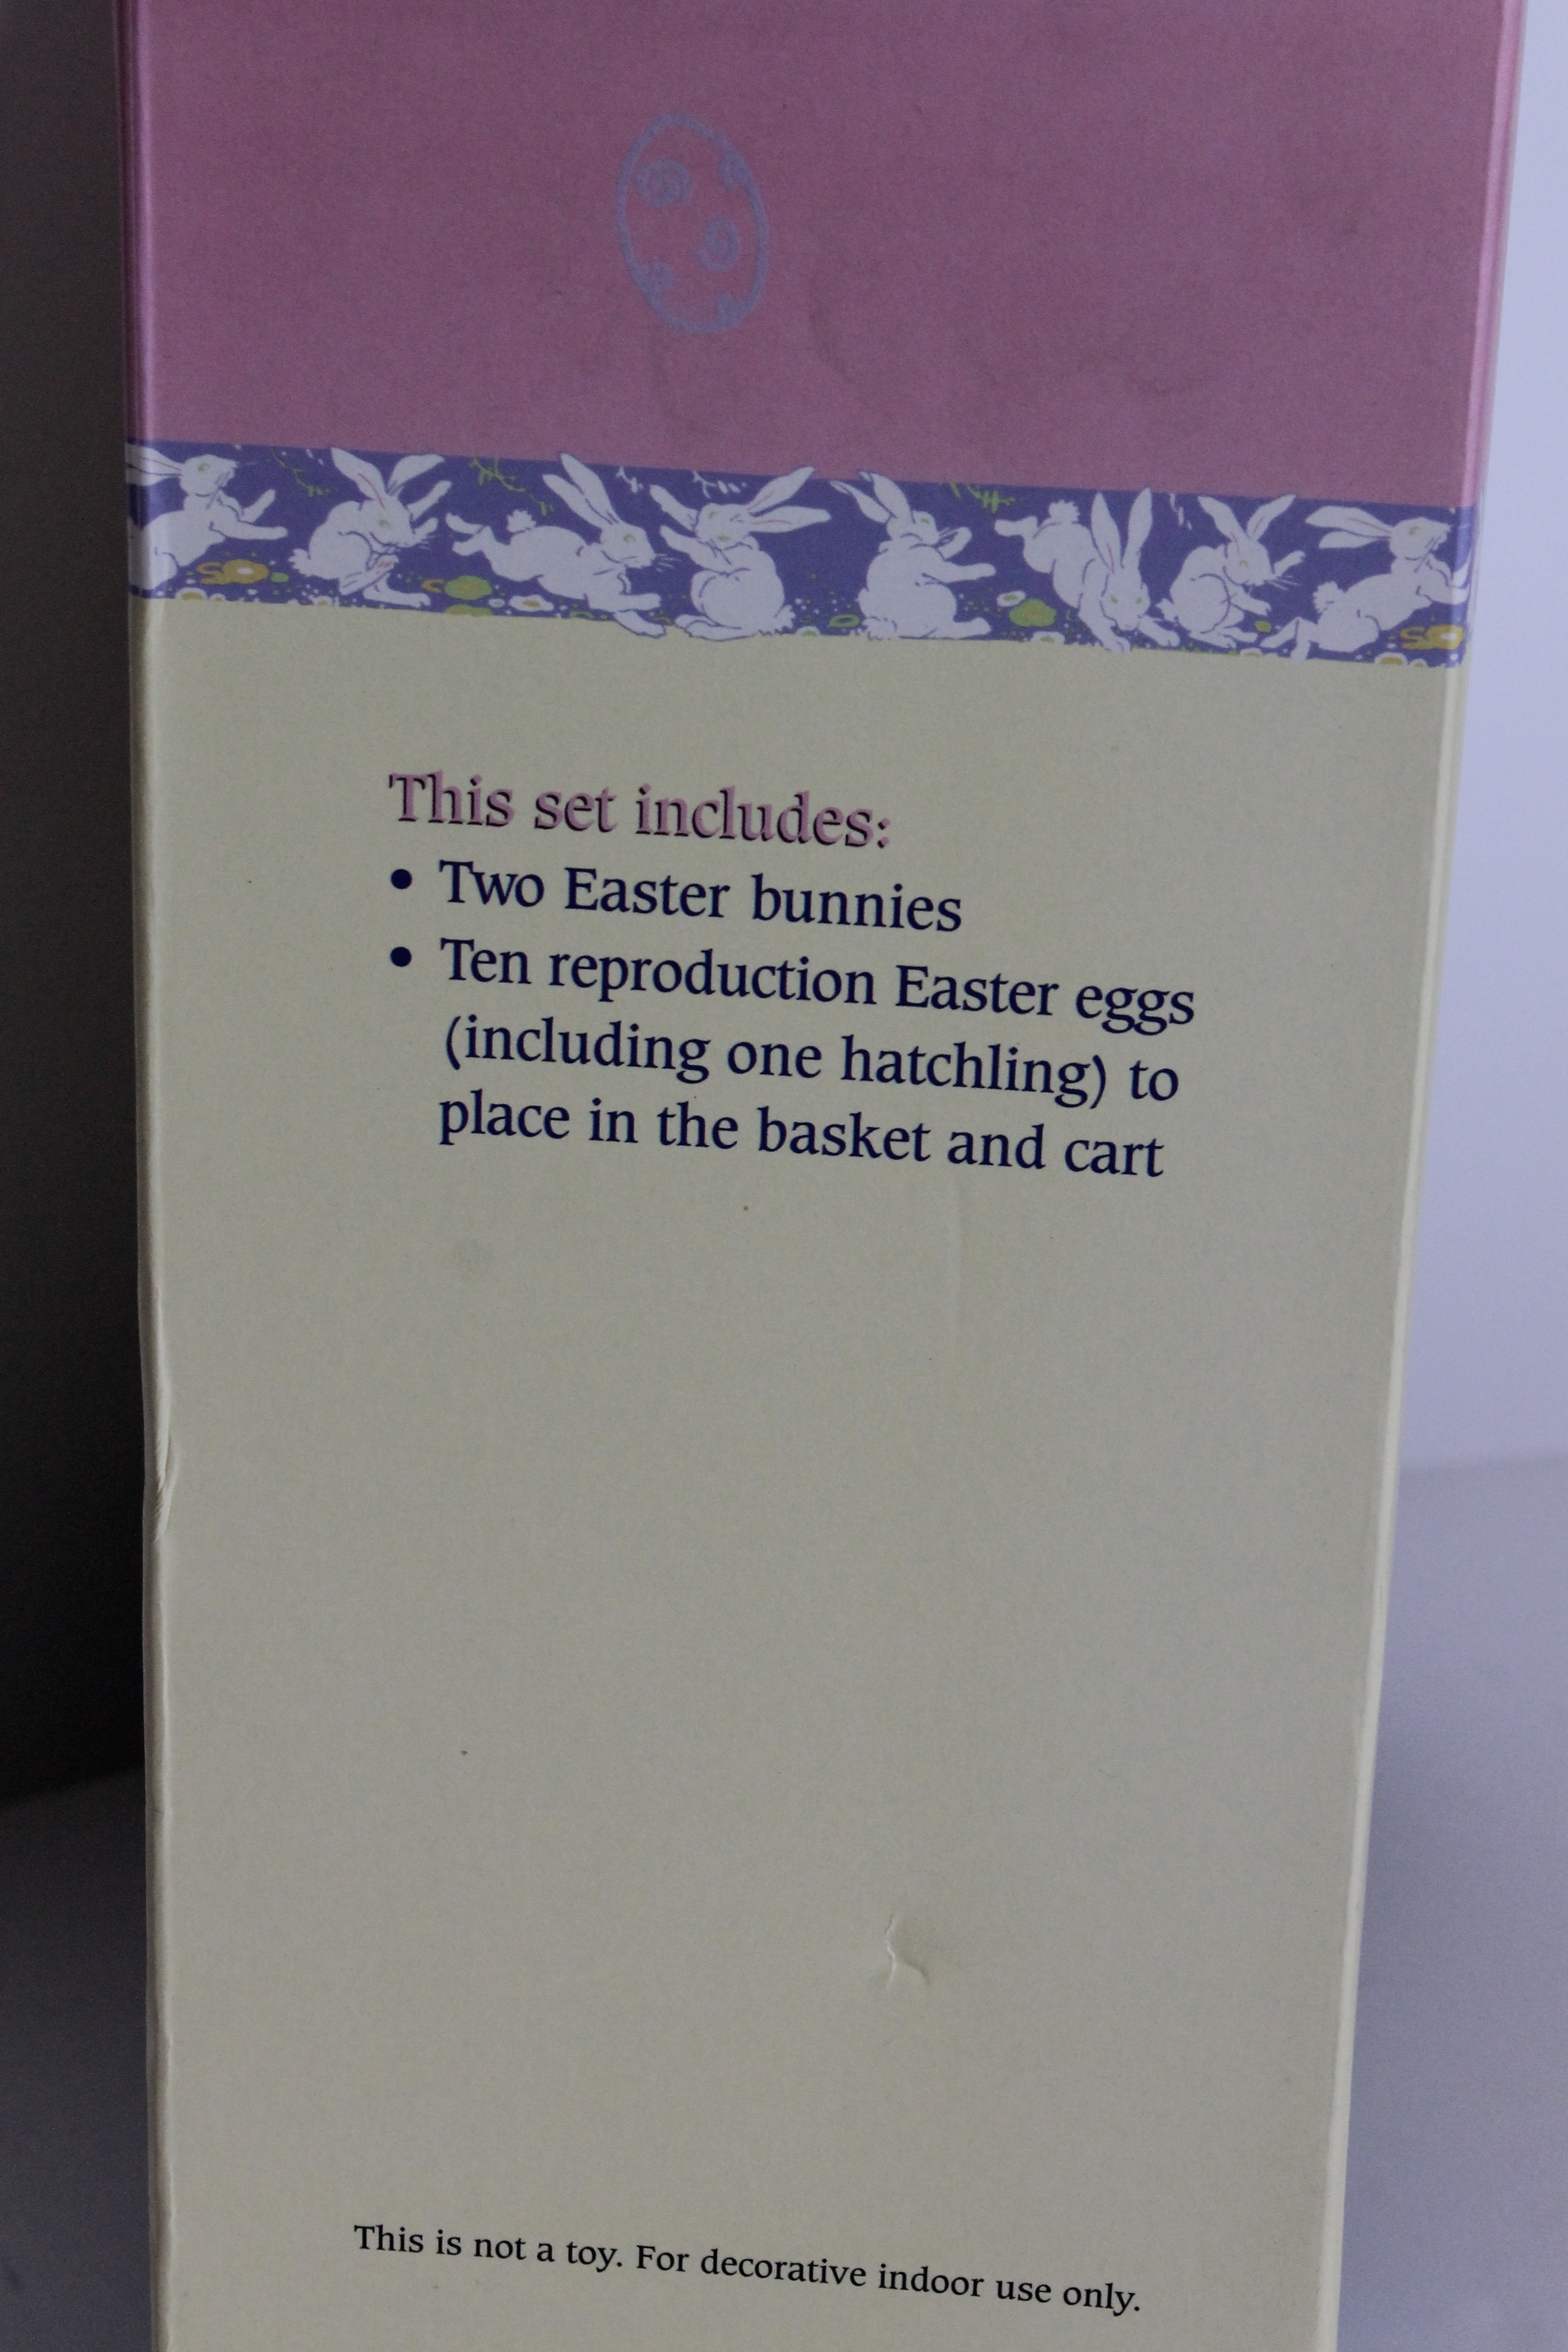 This set includes:
• Two Easter bunnies
• Ten reproduction Easter eggs
(including one hatchling) to
place in the basket and cart
This is not a toy. For decorative indoor use only.